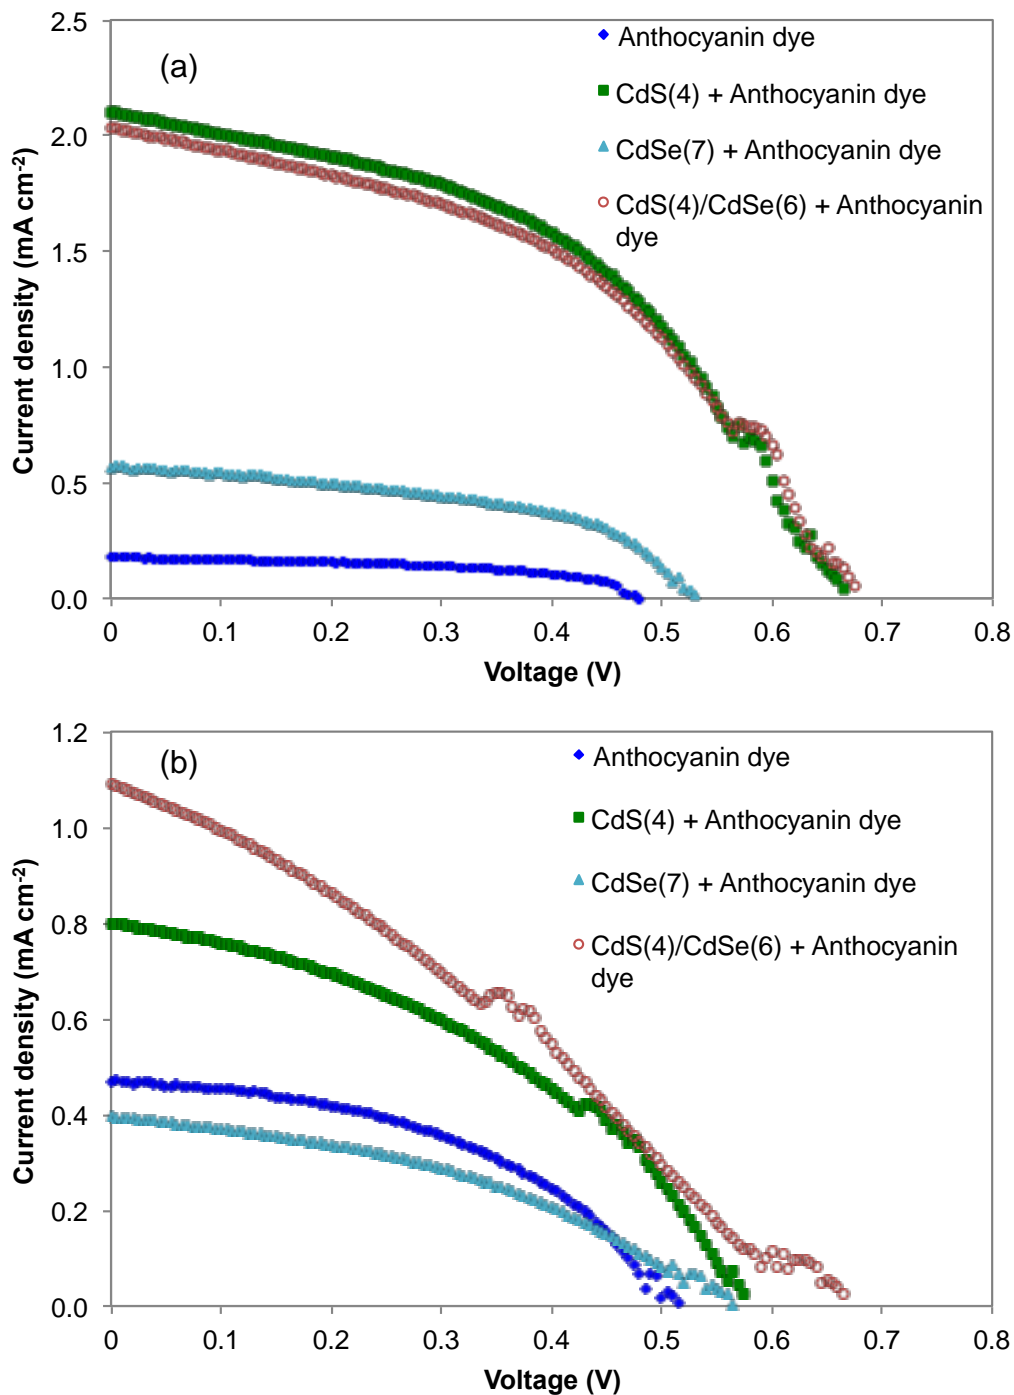 (a)
Anthocyanin dye
CdS(4) + Anthocyanin dye
CdSe(7) + Anthocyanin dye
CdS(4)/CdSe(6) + Anthocyanin
dye
Current density (mA cm⁻²)
2.5
2.0
1.5
1.0
0.5
0.0
0 0.1 0.2 0.3 0.4 0.5 0.6 0.7 0.8
Voltage (V)
(b)
Anthocyanin dye
CdS(4) + Anthocyanin dye
CdSe(7) + Anthocyanin dye
CdS(4)/CdSe(6) + Anthocyanin
dye
Current density (mA cm⁻²)
1.2
1.0
0.8
0.6
0.4
0.2
0.0
0 0.1 0.2 0.3 0.4 0.5 0.6 0.7 0.8
Voltage (V)